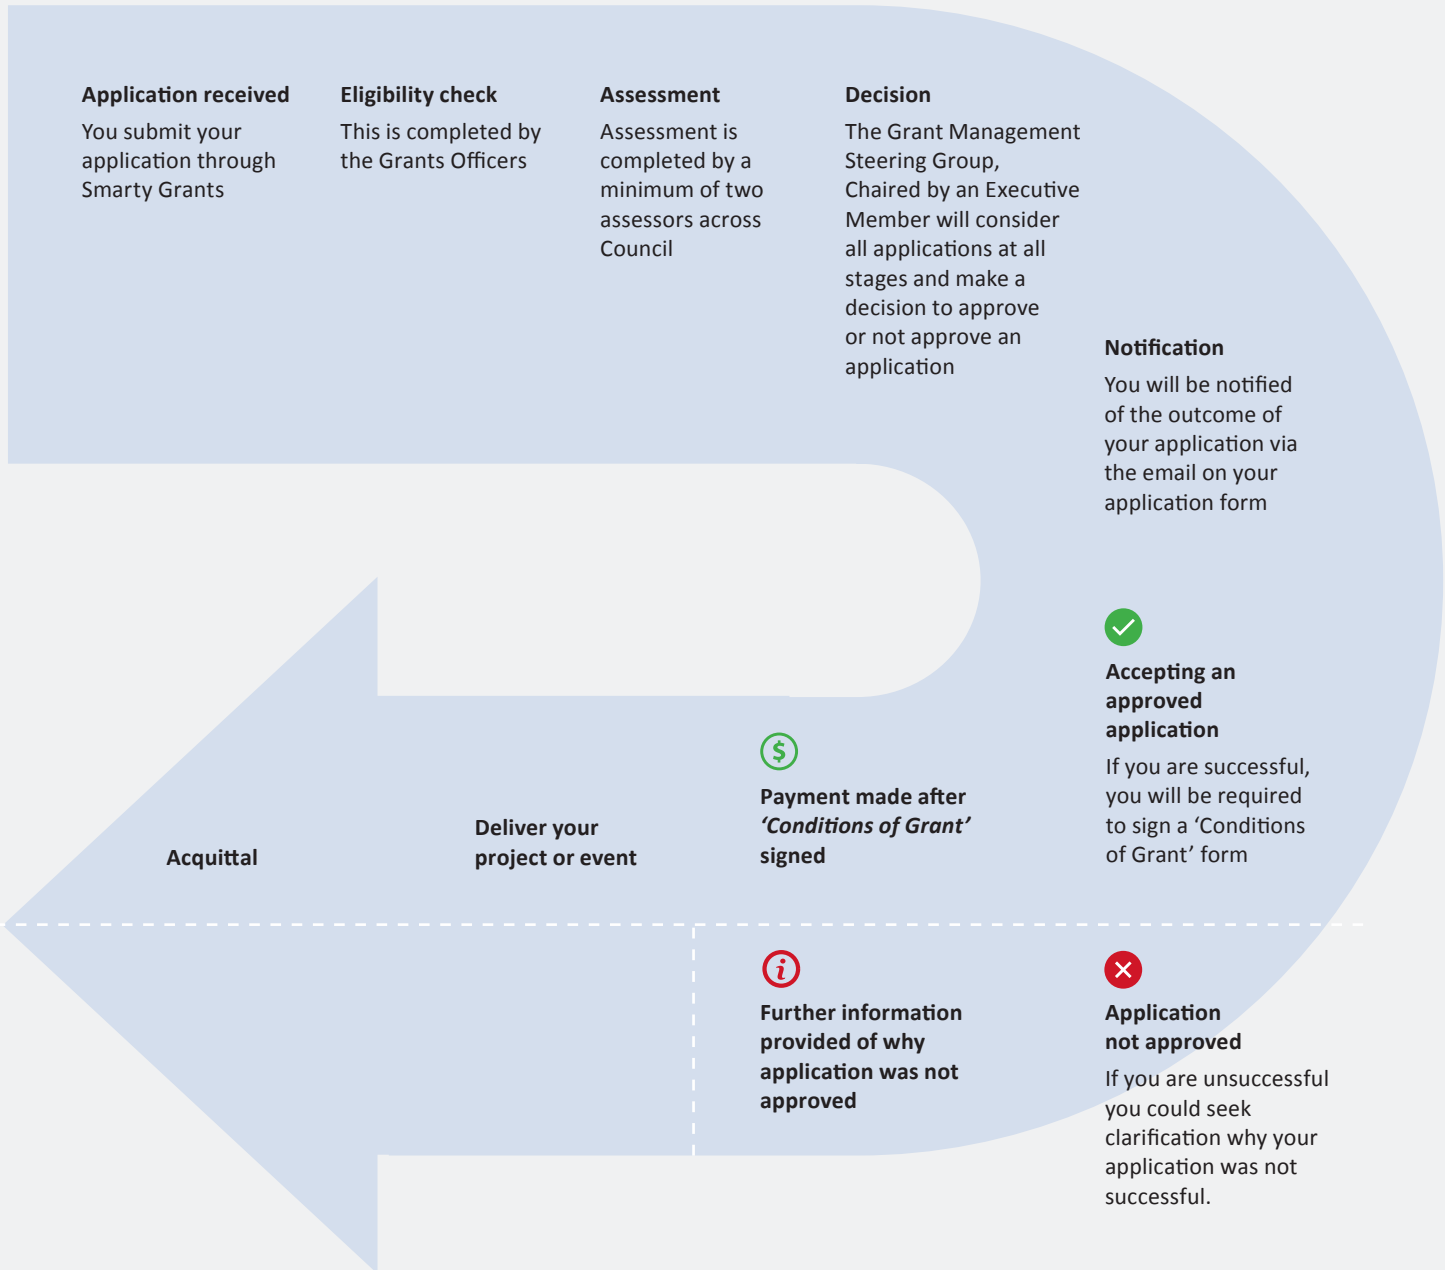 Application received
You submit your
application through
Smarty Grants
Eligibility check
This is completed by
the Grants Officers
Assessment
Assessment is
completed by a
minimum of two
assessors across
Council
Decision
The Grant Management
Steering Group,
Chaired by an Executive
Member will consider
all applications at all
stages and make a
decision to approve
or not approve an
application
Notification
You will be notified
of the outcome of
your application via
the email on your
application form
Accepting an
approved
application
If you are successful,
you will be required
to sign a ‘Conditions
of Grant’ form
$
Payment made after
‘Conditions of Grant’
signed
Deliver your
project or event
Acquittal
Application
not approved
If you are unsuccessful
you could seek
clarification why your
application was not
successful.
i
Further information
provided of why
application was not
approved